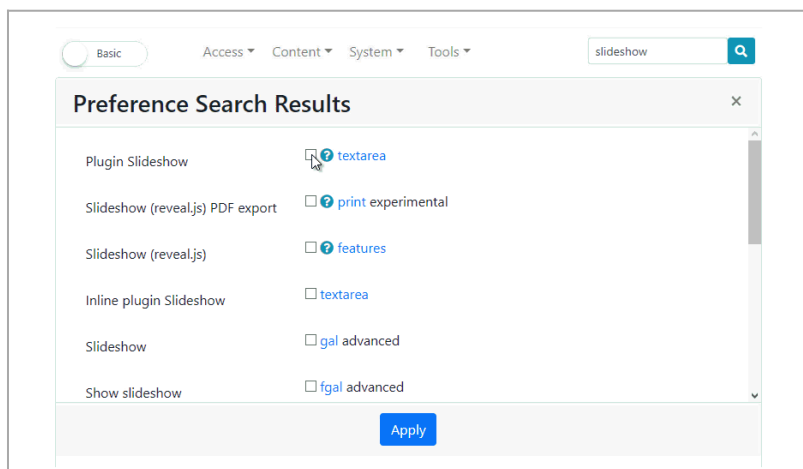 Basic Access Content System Tools slideshow
Preference Search Results ×
Plugin Slideshow ? textarea
Slideshow (reveal.js) PDF export ? print experimental
Slideshow (reveal.js) ? features
Inline plugin Slideshow textarea
Slideshow gal advanced
Show slideshow fgal advanced
Apply